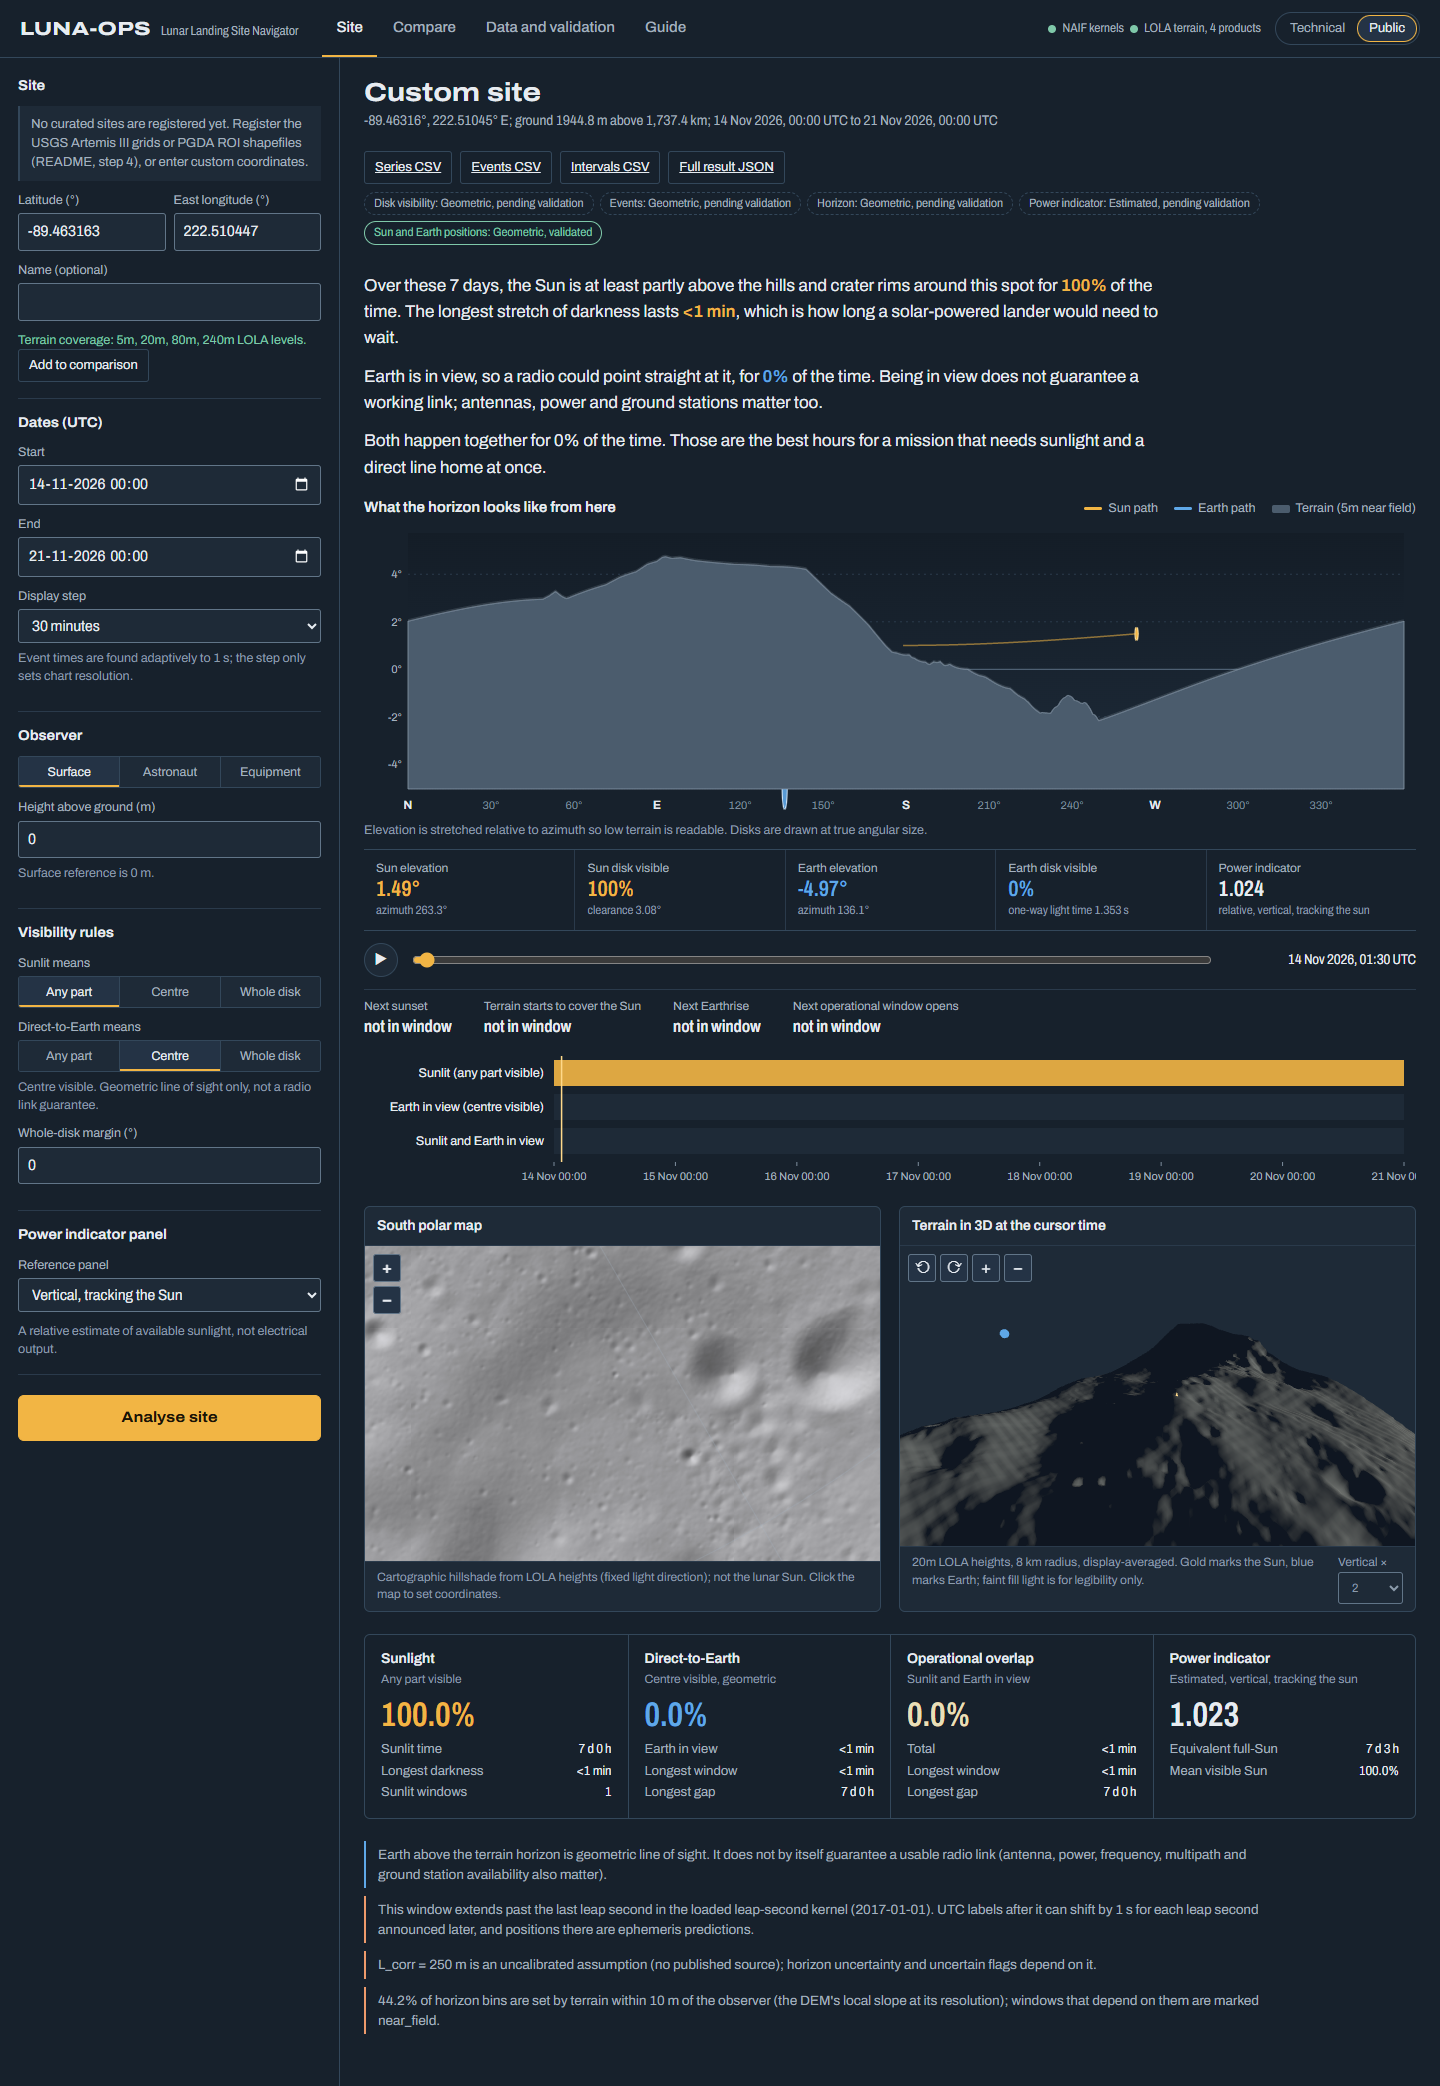 LUNA-OPS Lunar Landing Site Navigator Site Compare Data and validation Guide NAIF kernels LOLA terrain, 4 products Technical Public
Site
No curated sites are registered yet. Register the
USGS Artemis III grids or PGDA ROI shapefiles
(README, step 4), or enter custom coordinates.
Latitude (°) East longitude (°)
-89.463163 222.510447
Name (optional)
Terrain coverage: 5m, 20m, 80m, 240m LOLA levels.
Add to comparison
Dates (UTC)
Start
14-11-2026 00:00
End
21-11-2026 00:00
Display step
30 minutes
Event times are found adaptively to 1 s; the step only
sets chart resolution.
Observer
Surface Astronaut Equipment
Height above ground (m)
0
Surface reference is 0 m.
Visibility rules
Sunlit means
Any part Centre Whole disk
Direct-to-Earth means
Any part Centre Whole disk
Centre visible. Geometric line of sight only, not a radio
link guarantee.
Whole-disk margin (°)
0
Power indicator panel
Reference panel
Vertical, tracking the Sun
A relative estimate of available sunlight, not electrical
output.
Analyse site
Custom site
-89.46316°, 222.51045° E; ground 1944.8 m above 1,737.4 km; 14 Nov 2026, 00:00 UTC to 21 Nov 2026, 00:00 UTC
Series CSV Events CSV Intervals CSV Full result JSON
Disk visibility: Geometric, pending validation Events: Geometric, pending validation Horizon: Geometric, pending validation Power indicator: Estimated, pending validation
Sun and Earth positions: Geometric, validated
Over these 7 days, the Sun is at least partly above the hills and crater rims around this spot for 100% of the
time. The longest stretch of darkness lasts <1 min, which is how long a solar-powered lander would need to
wait.
Earth is in view, so a radio could point straight at it, for 0% of the time. Being in view does not guarantee a
working link; antennas, power and ground stations matter too.
Both happen together for 0% of the time. Those are the best hours for a mission that needs sunlight and a
direct line home at once.
What the horizon looks like from here Sun path Earth path Terrain (5m near field)
4°
2°
0°
-2°
-4°
N 30° 60° E 120° 150° S 210° 240° W 300° 330°
Elevation is stretched relative to azimuth so low terrain is readable. Disks are drawn at true angular size.
Sun elevation Sun disk visible Earth elevation Earth disk visible Power indicator
1.49° 100% -4.97° 0% 1.024
azimuth 263.3° clearance 3.08° azimuth 136.1° one-way light time 1.353 s relative, vertical, tracking the sun
14 Nov 2026, 01:30 UTC
Next sunset Terrain starts to cover the Sun Next Earthrise Next operational window opens
not in window not in window not in window not in window
Sunlit (any part visible)
Earth in view (centre visible)
Sunlit and Earth in view
14 Nov 00:00 15 Nov 00:00 16 Nov 00:00 17 Nov 00:00 18 Nov 00:00 19 Nov 00:00 20 Nov 00:00 21 Nov 0
South polar map
+
−
Cartographic hillshade from LOLA heights (fixed light direction); not the lunar Sun. Click the
map to set coordinates.
Terrain in 3D at the cursor time
+ −
20m LOLA heights, 8 km radius, display-averaged. Gold marks the Sun, blue
marks Earth; faint fill light is for legibility only.
Vertical ×
2
Sunlight
Any part visible
100.0%
Sunlit time 7 d 0 h
Longest darkness <1 min
Sunlit windows 1
Direct-to-Earth
Centre visible, geometric
0.0%
Earth in view <1 min
Longest window <1 min
Longest gap 7 d 0 h
Operational overlap
Sunlit and Earth in view
0.0%
Total <1 min
Longest window <1 min
Longest gap 7 d 0 h
Power indicator
Estimated, vertical, tracking the sun
1.023
Equivalent full-Sun 7 d 3 h
Mean visible Sun 100.0%
Earth above the terrain horizon is geometric line of sight. It does not by itself guarantee a usable radio link (antenna, power, frequency, multipath and
ground station availability also matter).
This window extends past the last leap second in the loaded leap-second kernel (2017-01-01). UTC labels after it can shift by 1 s for each leap second
announced later, and positions there are ephemeris predictions.
L_corr = 250 m is an uncalibrated assumption (no published source); horizon uncertainty and uncertain flags depend on it.
44.2% of horizon bins are set by terrain within 10 m of the observer (the DEM's local slope at its resolution); windows that depend on them are marked
near_field.